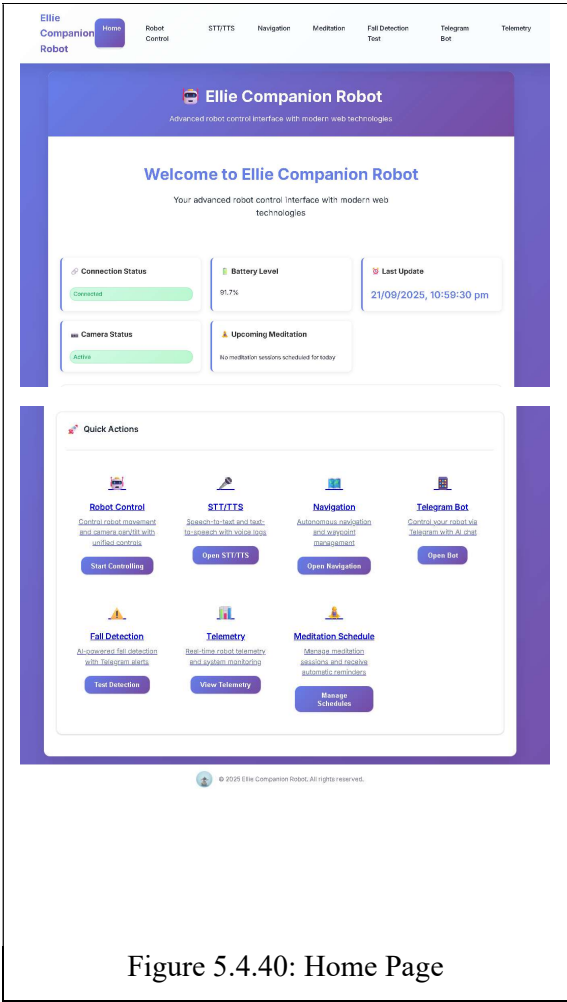 Ellie
Companion
Robot
Home
Robot
Control
STT/TTS
Navigation
Meditation
Fall Detection
Test
Telegram
Bot
Telemetry
Ellie Companion Robot
Advanced robot control interface with modern web technologies
Welcome to Ellie Companion Robot
Your advanced robot control interface with modern web
technologies
Connection Status
Connected
Battery Level
91.7%
Last Update
21/09/2025, 10:59:30 pm
Camera Status
Active
Upcoming Meditation
No meditation sessions scheduled for today
Quick Actions
Robot Control
Control robot movement
and camera pan/tilt with
unified controls
Start Controlling
STT/TTS
Speech-to-text and text-
to-speech with voice logs
Open STT/TTS
Navigation
Autonomous navigation
and waypoint
management
Open Navigation
Telegram Bot
Control your robot via
Telegram with AI chat
Open Bot
Fall Detection
AI-powered fall detection
with Telegram alerts
Test Detection
Telemetry
Real-time robot telemetry
and system monitoring
View Telemetry
Meditation Schedule
Manage meditation
sessions and receive
automatic reminders
Manage
Schedules
© 2025 Ellie Companion Robot. All rights reserved.
Figure 5.4.40: Home Page